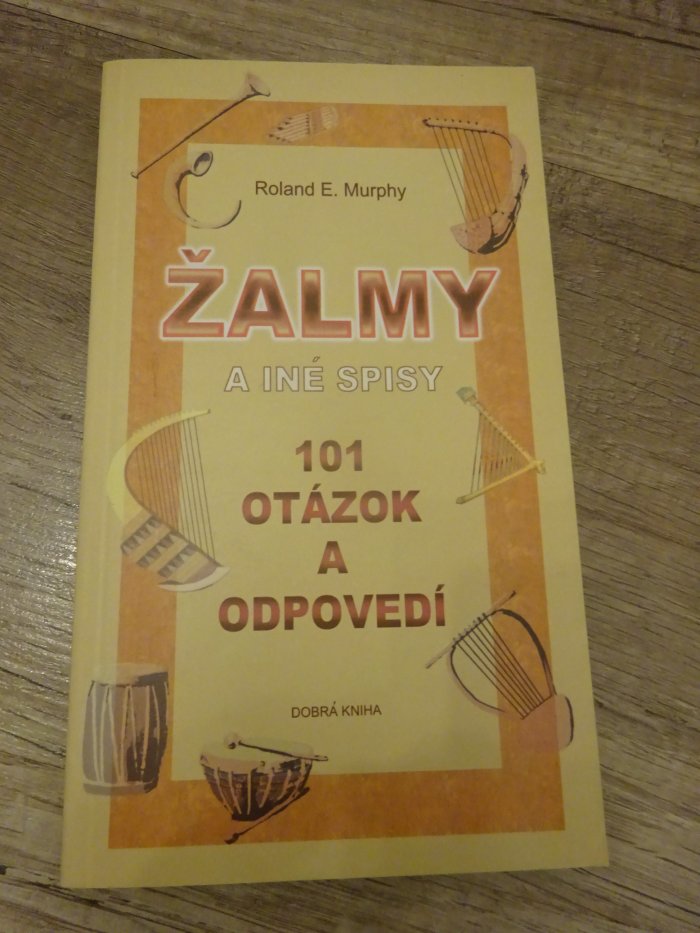 Roland E. Murphy
ŽALMY
A INÉ SPISY
101
OTÁZOK
A
ODPOVEDÍ
DOBRÁ KNIHA